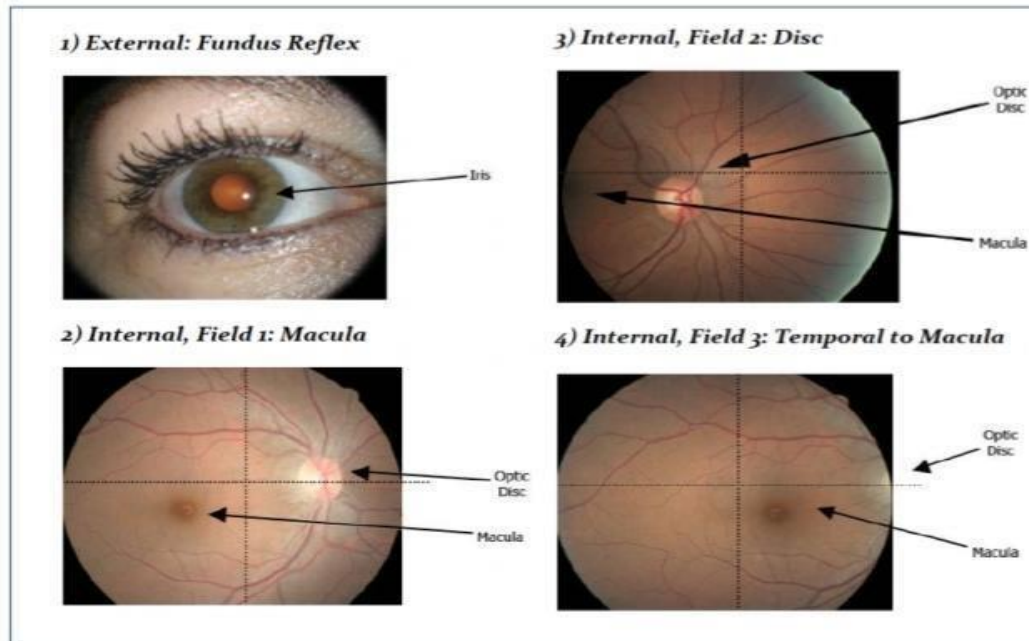 1) External: Fundus Reflex
Iris
2) Internal, Field 1: Macula
Optic
Disc
Macula
3) Internal, Field 2: Disc
Optic
Disc
Macula
4) Internal, Field 3: Temporal to Macula
Optic
Disc
Macula